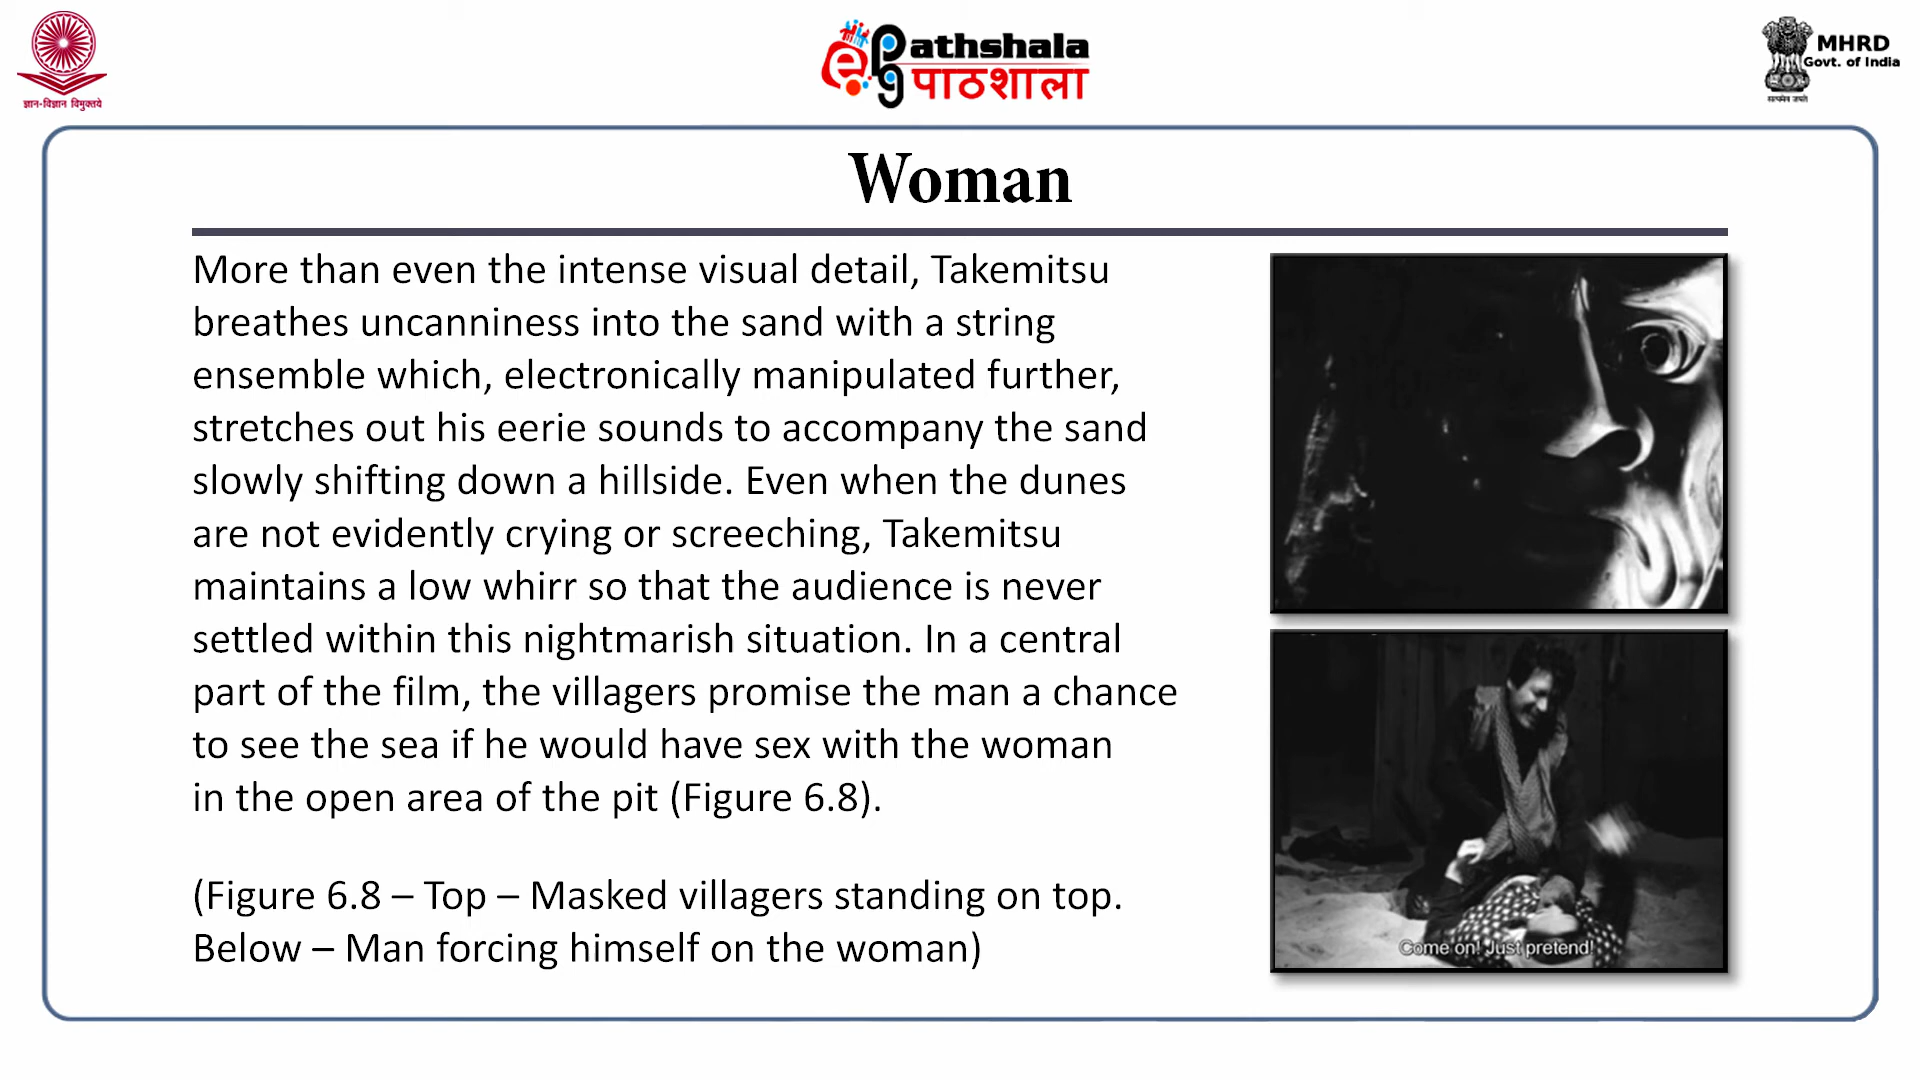 ज्ञान-विज्ञान विमुक्तये
e Pathshala
पाठशाला
MHRD
Govt. of India
सत्यमेव जयते
Woman
More than even the intense visual detail, Takemitsu
breathes uncanniness into the sand with a string
ensemble which, electronically manipulated further,
stretches out his eerie sounds to accompany the sand
slowly shifting down a hillside. Even when the dunes
are not evidently crying or screeching, Takemitsu
maintains a low whirr so that the audience is never
settled within this nightmarish situation. In a central
part of the film, the villagers promise the man a chance
to see the sea if he would have sex with the woman
in the open area of the pit (Figure 6.8).
(Figure 6.8 – Top – Masked villagers standing on top.
Below – Man forcing himself on the woman)
Come on! Just pretend!